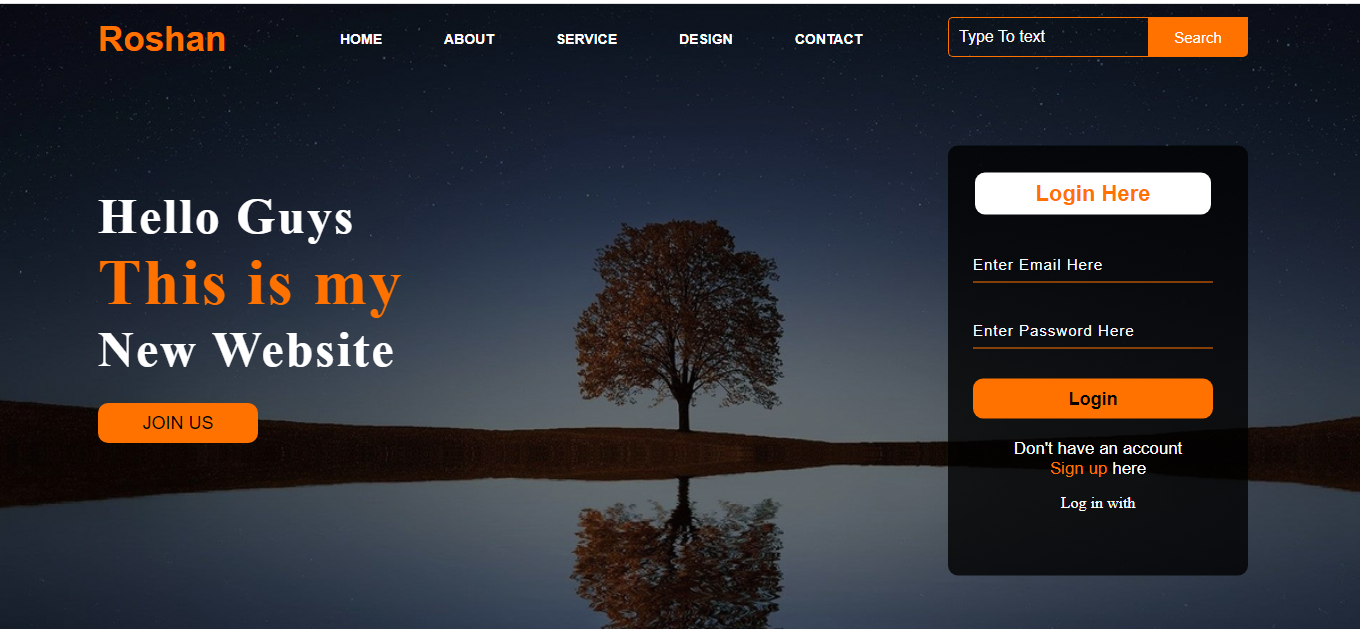 Roshan
HOME
ABOUT
SERVICE
DESIGN
CONTACT
Type To text
Search
Hello Guys
This is my
New Website
JOIN US
Login Here
Enter Email Here
Enter Password Here
Login
Don't have an account
Sign up here
Log in with